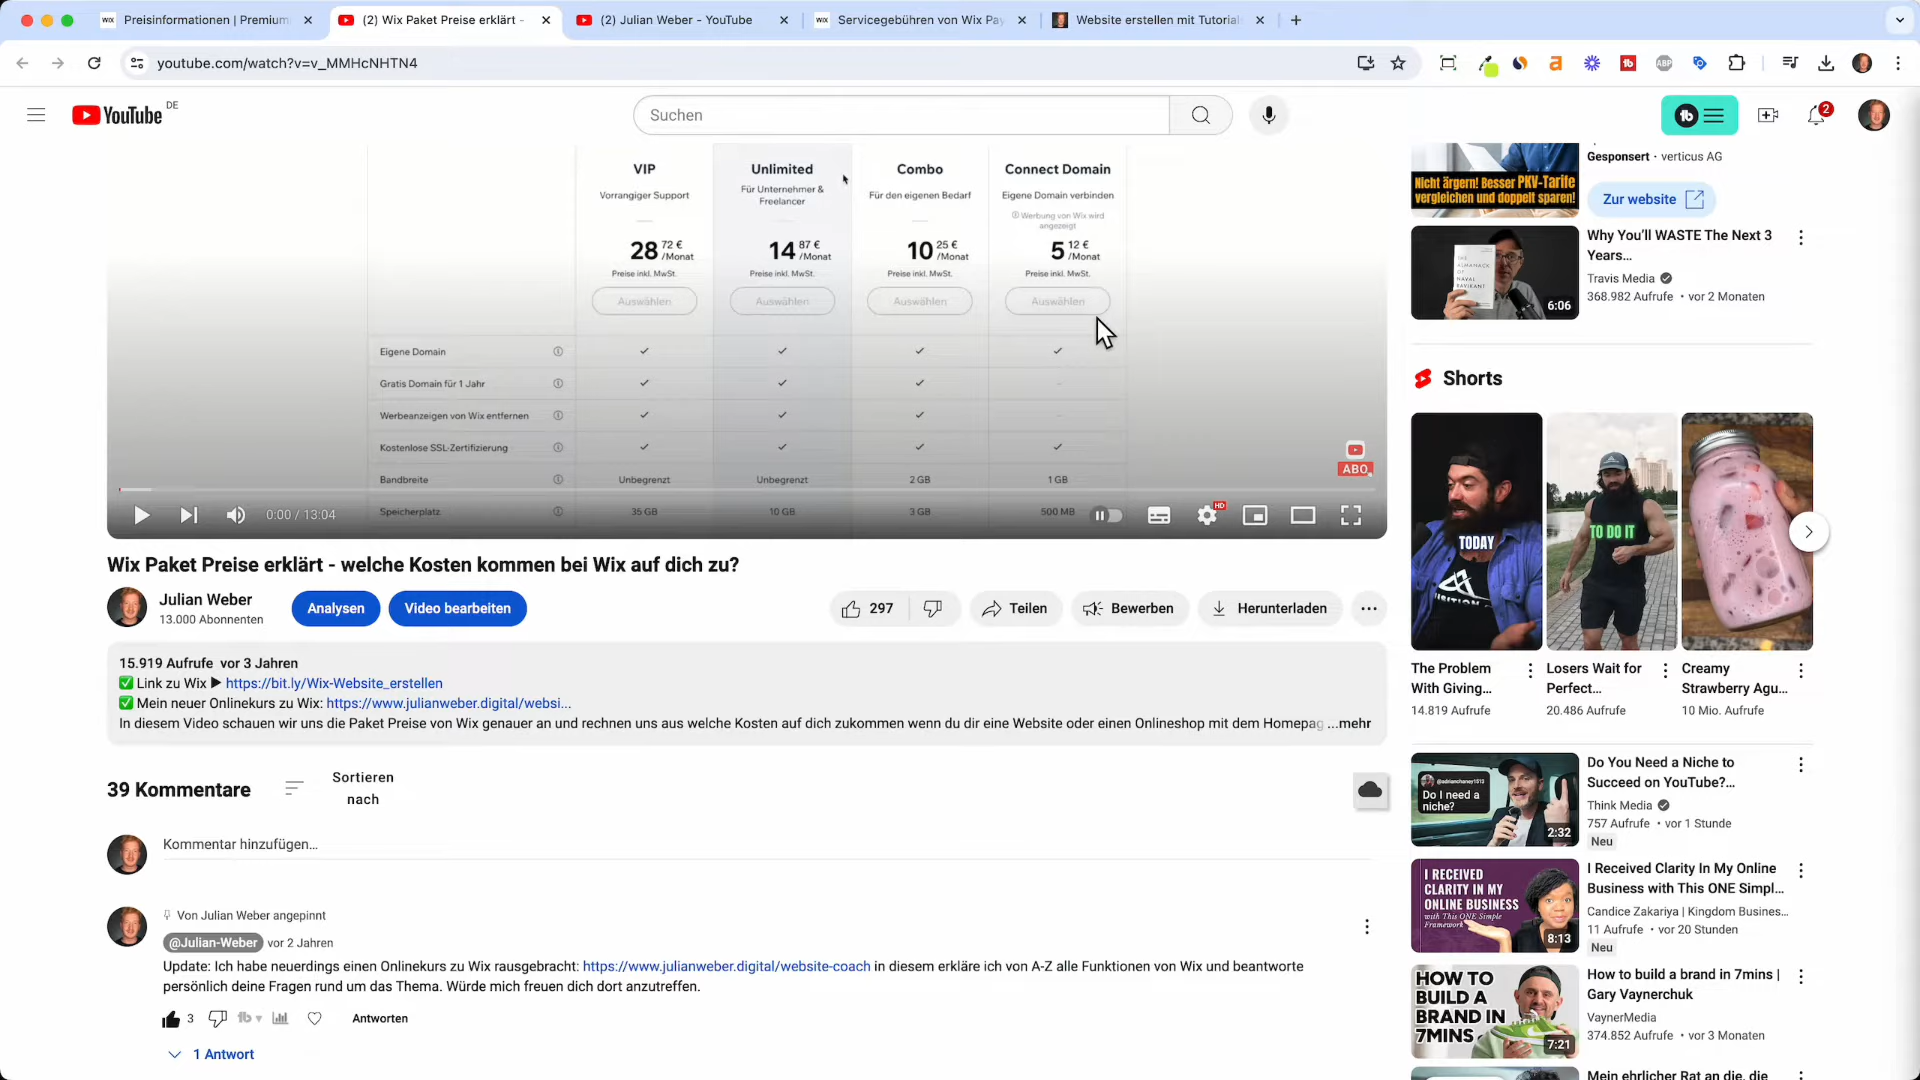 Preisinformationen | Premium
(2) Wix Paket Preise erklärt -
(2) Julian Weber - YouTube
Servicegebühren von Wix Pay
Website erstellen mit Tutorial
youtube.com/watch?v=v_MMHcNHTN4
YouTube DE
Suchen
2
VIP
Vorrangiger Support
28 72 € /Monat
Preise inkl. MwSt.
Auswählen
Unlimited
Für Unternehmer &
Freelancer
14 87 € /Monat
Preise inkl. MwSt.
Auswählen
Combo
Für den eigenen Bedarf
10 25 € /Monat
Preise inkl. MwSt.
Auswählen
Connect Domain
Eigene Domain verbinden
Werbung von Wix wird
angezeigt
5 12 € /Monat
Preise inkl. MwSt.
Auswählen
Eigene Domain
Gratis Domain für 1 Jahr
Werbeanzeigen von Wix entfernen
Kostenlose SSL-Zertifizierung
Bandbreite Unbegrenzt Unbegrenzt 2 GB 1 GB
Speicherplatz 35 GB 10 GB 3 GB 500 MB
ABO
0:00 / 13:04
HD
Wix Paket Preise erklärt - welche Kosten kommen bei Wix auf dich zu?
Julian Weber
13.000 Abonnenten
Analysen
Video bearbeiten
297
Teilen
Bewerben
Herunterladen
15.919 Aufrufe vor 3 Jahren
✅ Link zu Wix ▶ https://bit.ly/Wix-Website_erstellen
✅ Mein neuer Onlinekurs zu Wix: https://www.julianweber.digital/websi...
In diesem Video schauen wir uns die Paket Preise von Wix genauer an und rechnen uns aus welche Kosten auf dich zukommen wenn du dir eine Website oder einen Onlineshop mit dem Homepag ...mehr
39 Kommentare
Sortieren
nach
Kommentar hinzufügen...
Von Julian Weber angepinnt
@Julian-Weber vor 2 Jahren
Update: Ich habe neuerdings einen Onlinekurs zu Wix rausgebracht: https://www.julianweber.digital/website-coach in diesem erkläre ich von A-Z alle Funktionen von Wix und beantworte
persönlich deine Fragen rund um das Thema. Würde mich freuen dich dort anzutreffen.
3
Antworten
1 Antwort
Nicht ärgern! Besser PKV-Tarife
vergleichen und doppelt sparen!
Gesponsert · verticus AG
Zur website
THE
ALMANACK
OF
NAVAL
RAVIKANT
6:06
Why You'll WASTE The Next 3
Years...
Travis Media
368.982 Aufrufe • vor 2 Monaten
Shorts
TODAY
TO DO IT
The Problem
With Giving...
14.819 Aufrufe
Losers Wait for
Perfect...
20.486 Aufrufe
Creamy
Strawberry Agu...
10 Mio. Aufrufe
Do I need a
niche?
2:32
Do You Need a Niche to
Succeed on YouTube?...
Think Media
757 Aufrufe • vor 1 Stunde
Neu
I RECEIVED
CLARITY IN MY
ONLINE BUSINESS
with This ONE Simple
Framework
8:13
I Received Clarity In My Online
Business with This ONE Simpl...
Candice Zakariya | Kingdom Busines...
11 Aufrufe • vor 20 Stunden
Neu
HOW TO
BUILD A
BRAND IN
7MINS
7:21
How to build a brand in 7mins |
Gary Vaynerchuk
VaynerMedia
374.852 Aufrufe • vor 3 Monaten
Mein ehrlicher Rat an die, die